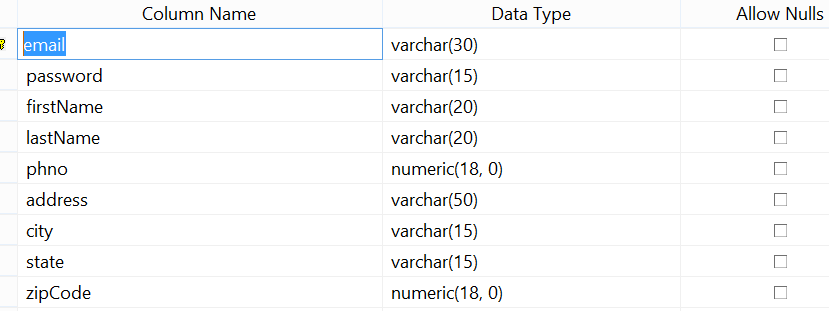 Column Name Data Type Allow Nulls
email varchar(30)
password varchar(15)
firstName varchar(20)
lastName varchar(20)
phno numeric(18, 0)
address varchar(50)
city varchar(15)
state varchar(15)
zipCode numeric(18, 0)